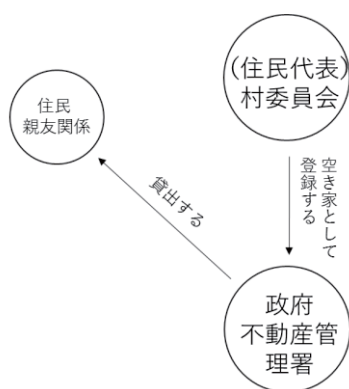 (住民代表)
村委員会
住民
親友関係
貸出する
空き家として
登録する
政府
不動産管
理署